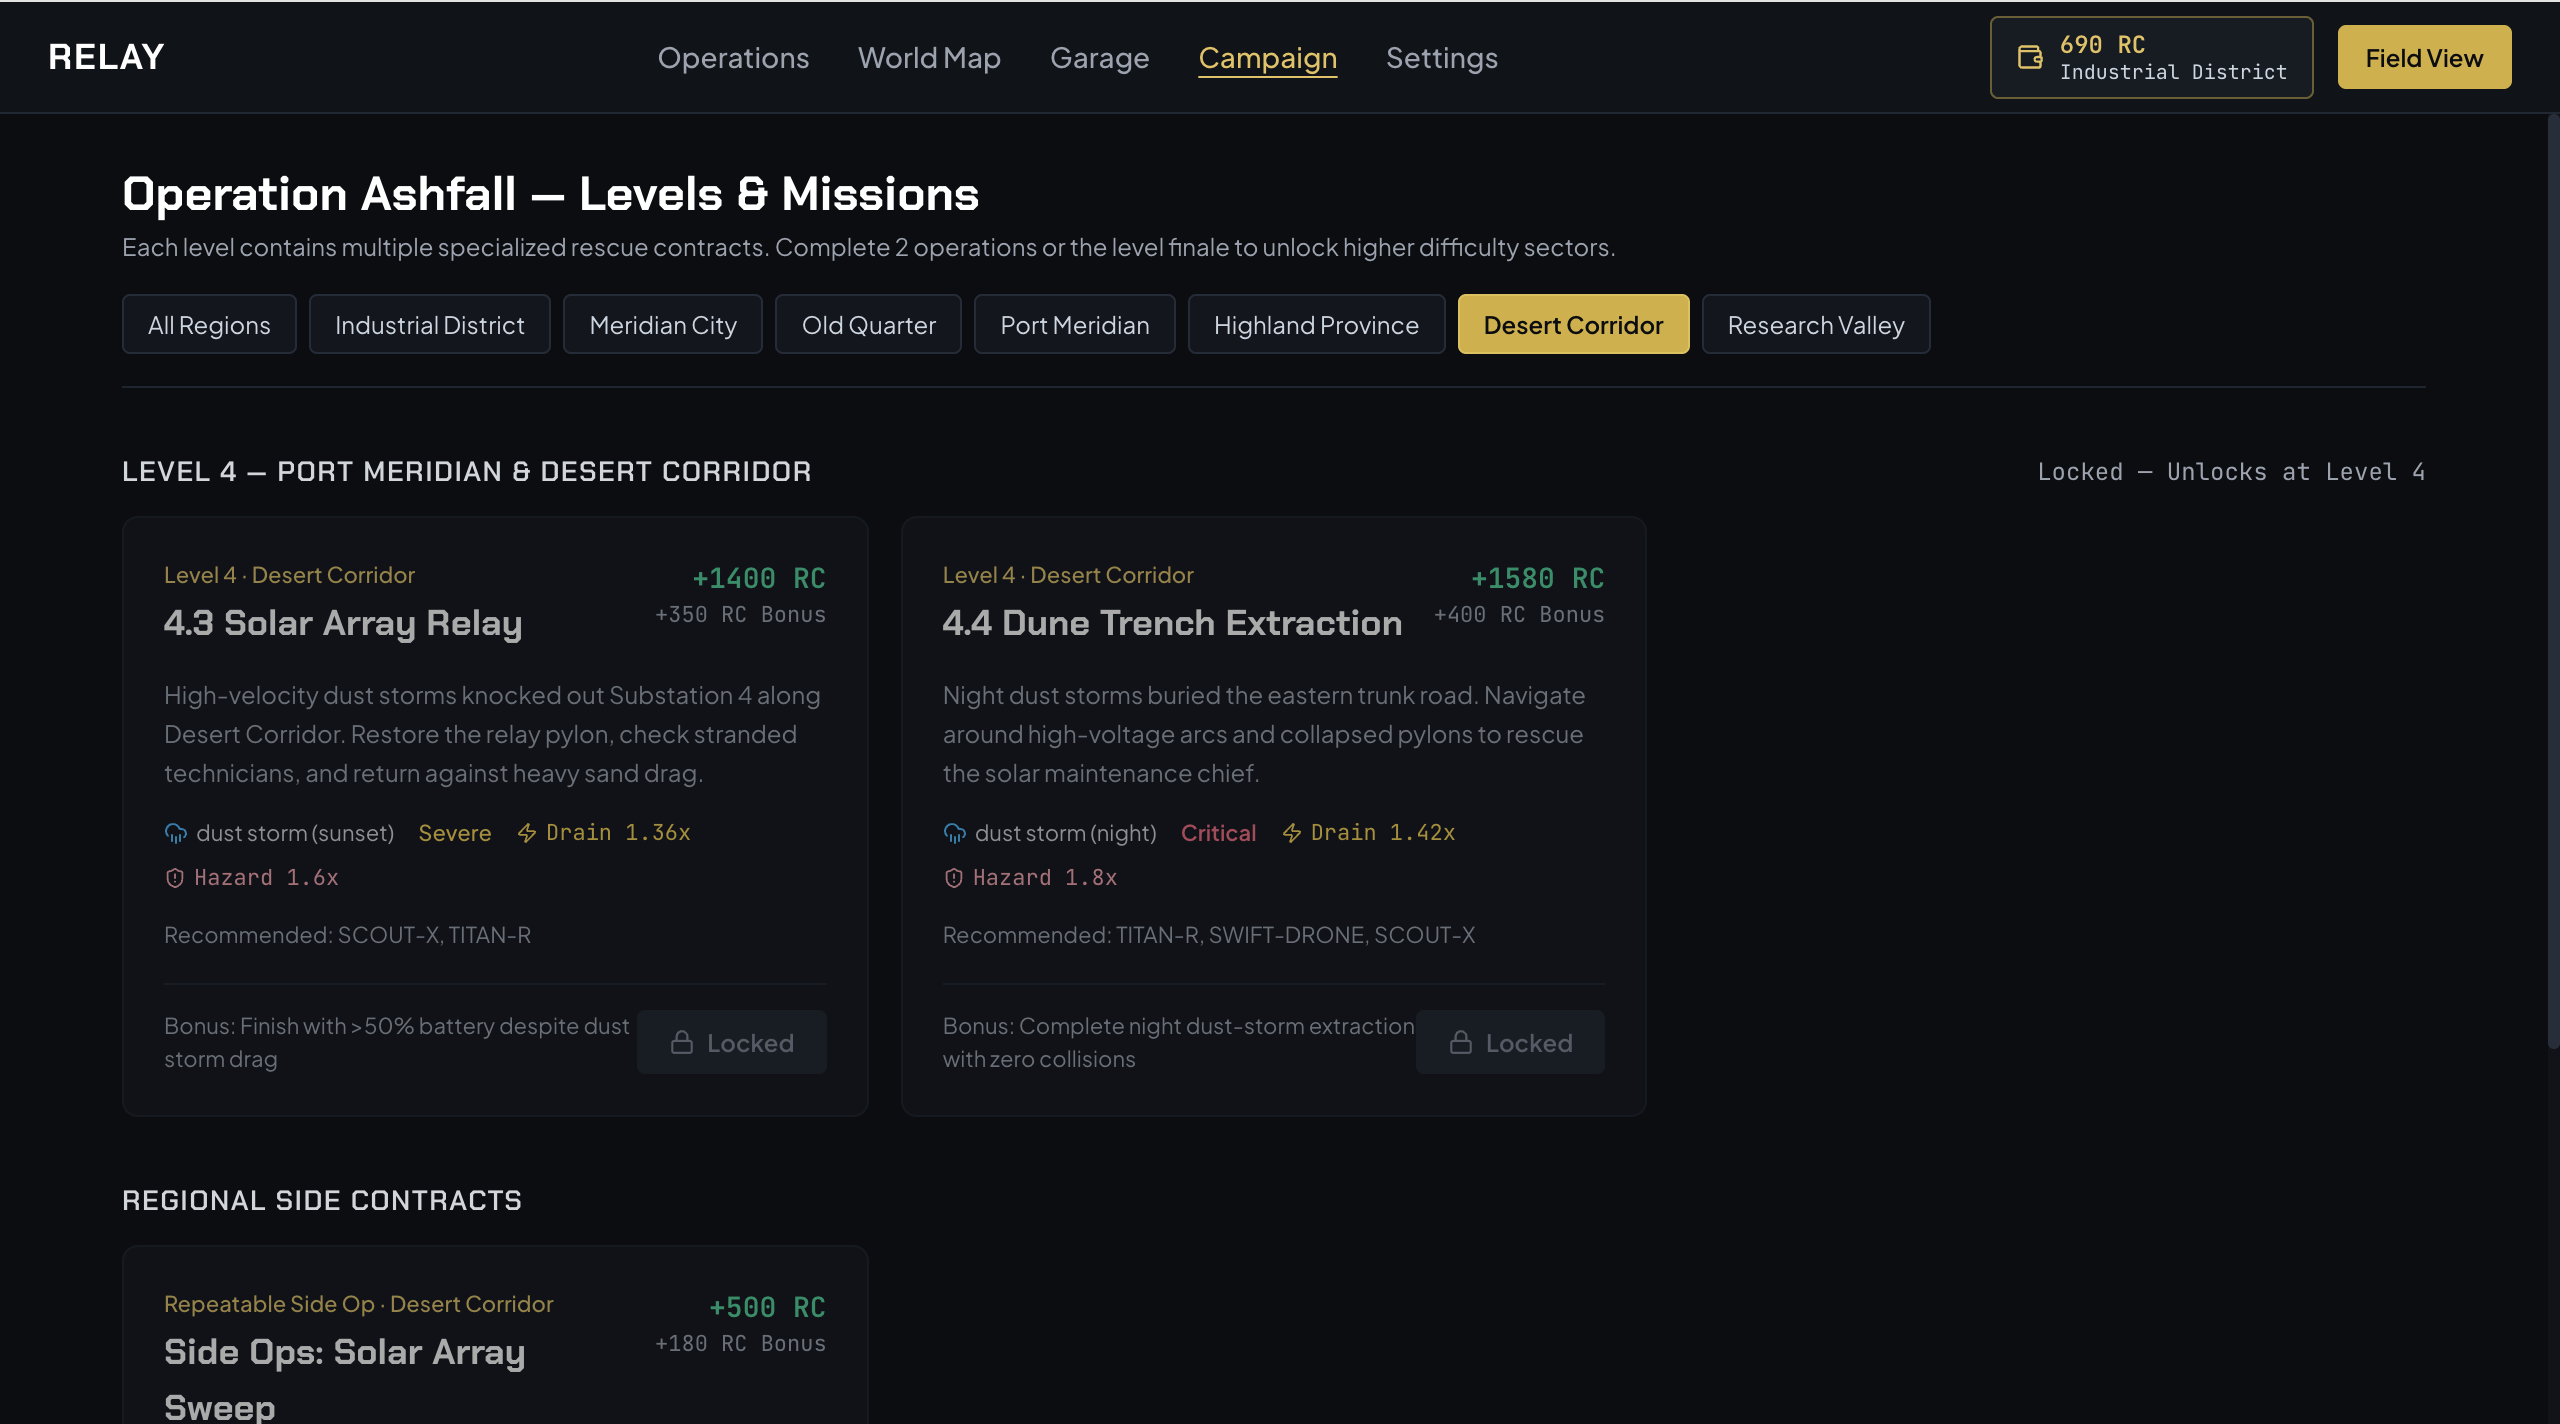 RELAY
Operations
World Map
Garage
Campaign
Settings
690 RC
Industrial District
Field View
Operation Ashfall — Levels & Missions
Each level contains multiple specialized rescue contracts. Complete 2 operations or the level finale to unlock higher difficulty sectors.
All Regions
Industrial District
Meridian City
Old Quarter
Port Meridian
Highland Province
Desert Corridor
Research Valley
LEVEL 4 — PORT MERIDIAN & DESERT CORRIDOR
Locked — Unlocks at Level 4
Level 4 · Desert Corridor
+1400 RC
4.3 Solar Array Relay
+350 RC Bonus
High-velocity dust storms knocked out Substation 4 along
Desert Corridor. Restore the relay pylon, check stranded
technicians, and return against heavy sand drag.
dust storm (sunset)
Severe
Drain 1.36x
Hazard 1.6x
Recommended: SCOUT-X, TITAN-R
Bonus: Finish with >50% battery despite dust
storm drag
Locked
Level 4 · Desert Corridor
+1580 RC
4.4 Dune Trench Extraction
+400 RC Bonus
Night dust storms buried the eastern trunk road. Navigate
around high-voltage arcs and collapsed pylons to rescue
the solar maintenance chief.
dust storm (night)
Critical
Drain 1.42x
Hazard 1.8x
Recommended: TITAN-R, SWIFT-DRONE, SCOUT-X
Bonus: Complete night dust-storm extraction
with zero collisions
Locked
REGIONAL SIDE CONTRACTS
Repeatable Side Op · Desert Corridor
+500 RC
Side Ops: Solar Array
Sweep
+180 RC Bonus